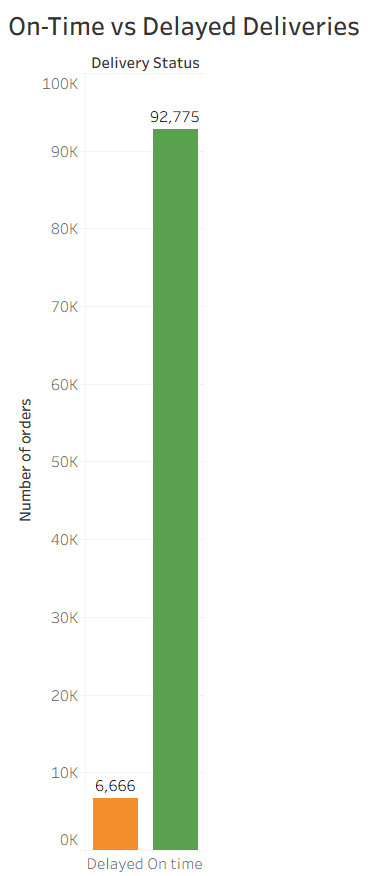 On-Time vs Delayed Deliveries
Delivery Status
100K
92,775
90K
80K
70K
60K
50K
Number of orders
40K
30K
20K
10K
6,666
0K
Delayed On time